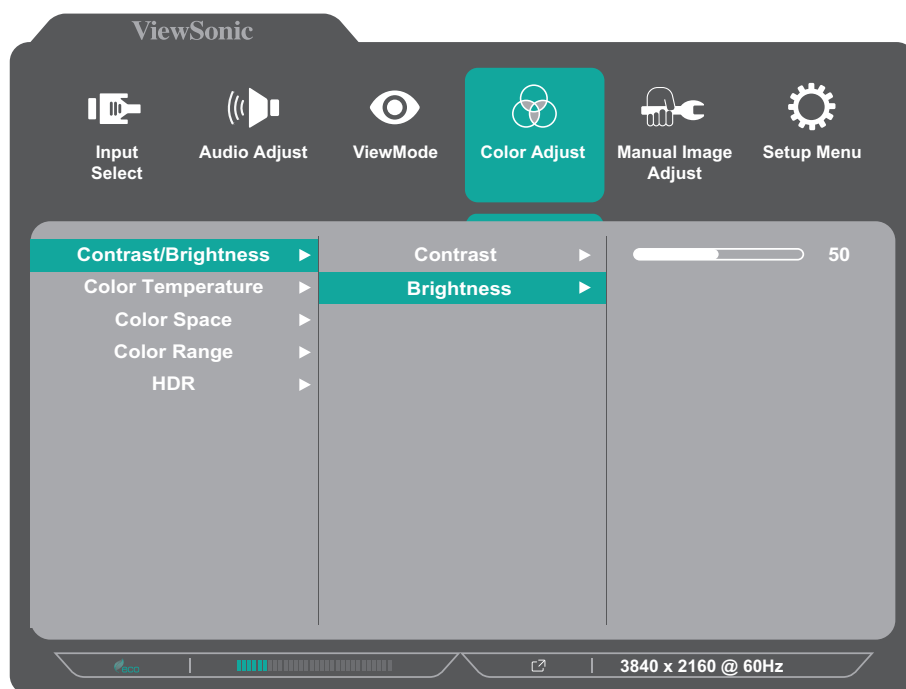 ViewSonic
Input Select
Audio Adjust
ViewMode
Color Adjust
Manual Image Adjust
Setup Menu
Contrast/Brightness
Contrast
50
Color Temperature
Brightness
Color Space
Color Range
HDR
ECO
3840 x 2160 @ 60Hz